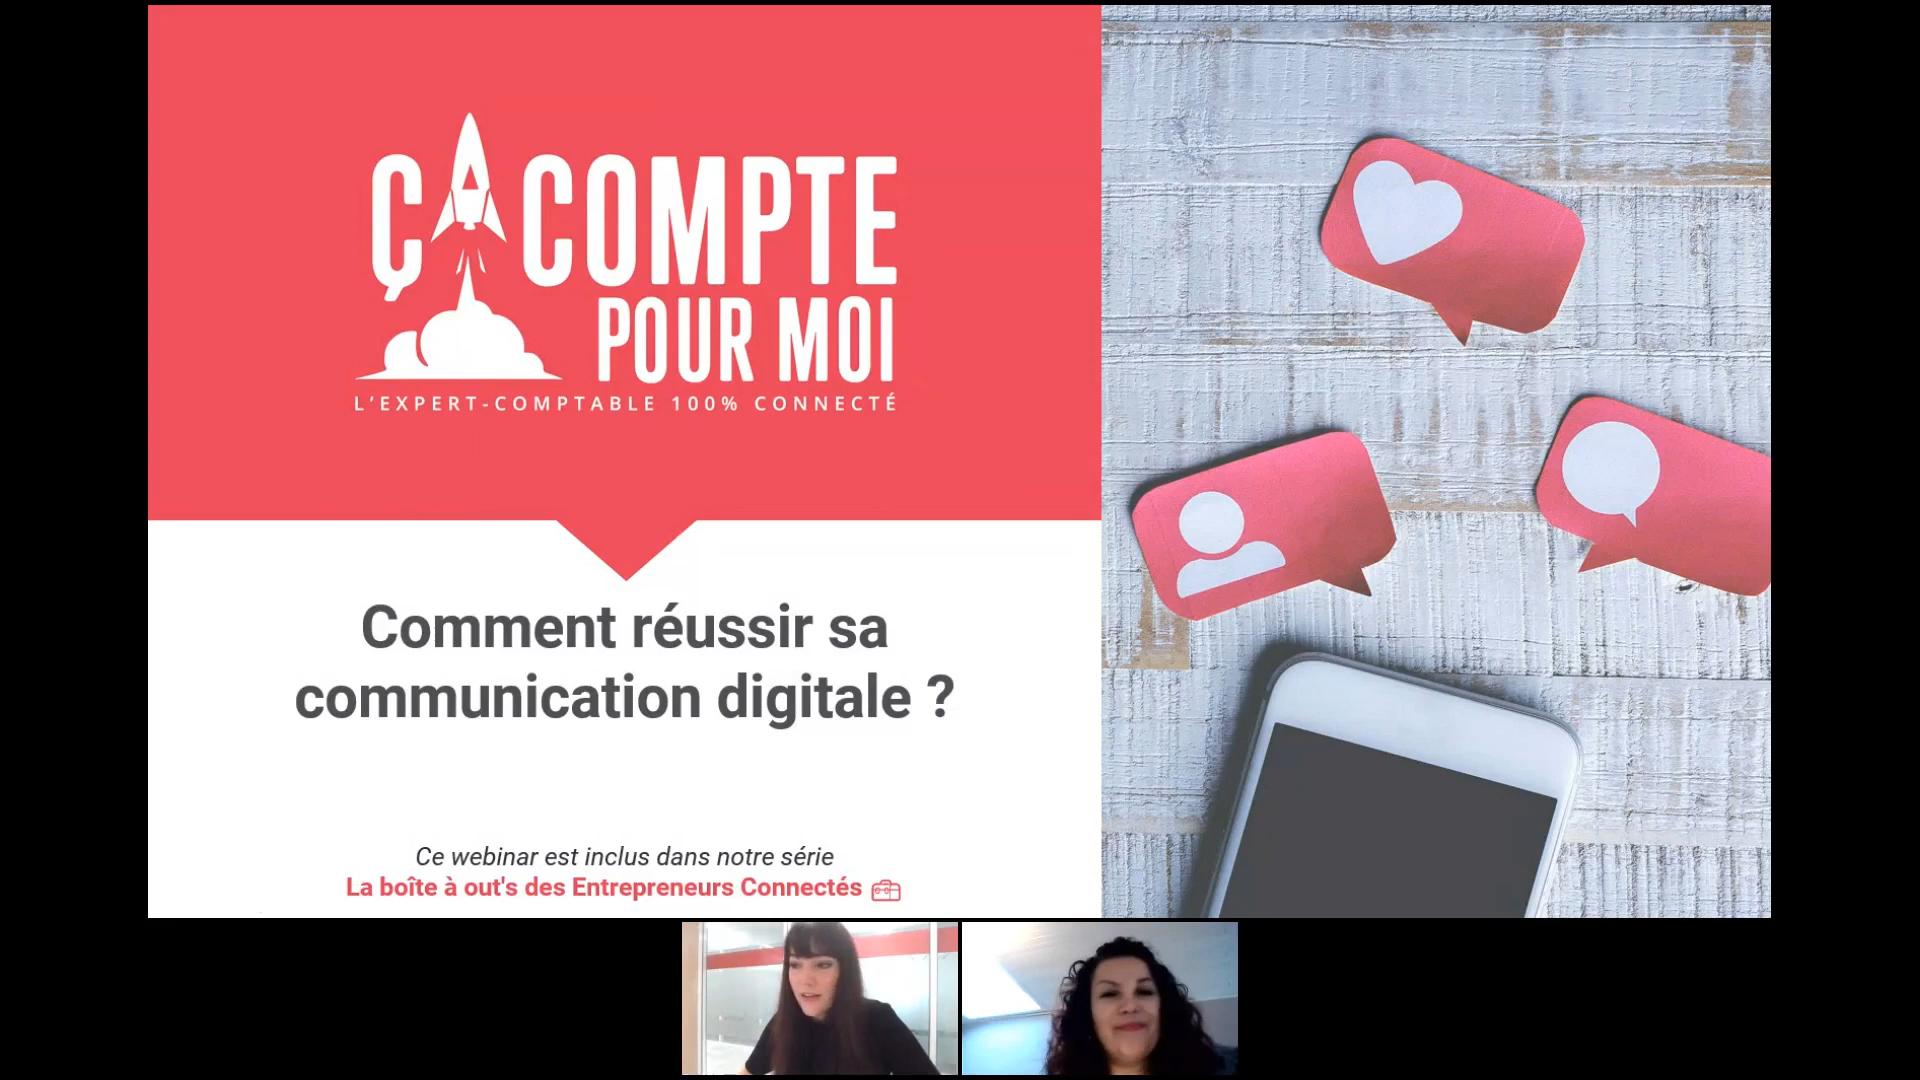 ÇA COMPTE
POUR MOI
L'EXPERT-COMPTABLE 100% CONNECTÉ
Comment réussir sa
communication digitale ?
Ce webinar est inclus dans notre série
La boîte à out's des Entrepreneurs Connectés